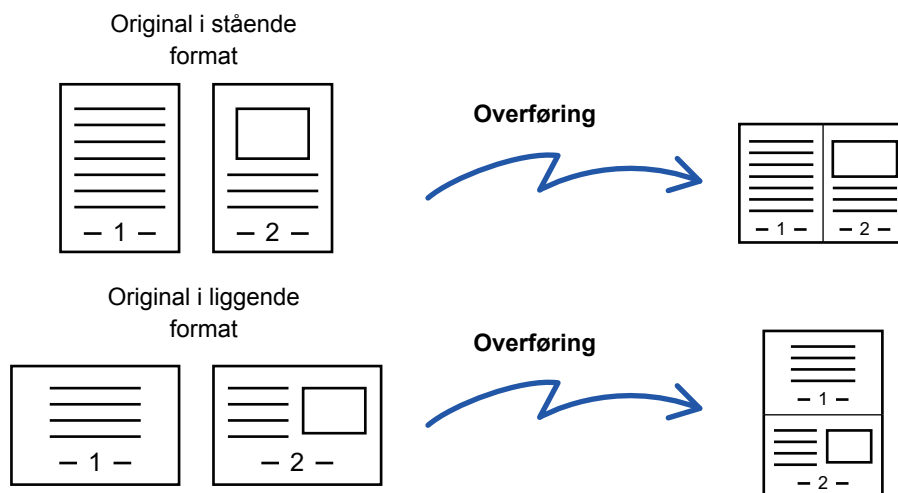 Original i stående
format
Overføring
– 1 –
– 2 –
– 1 –
– 2 –
Original i liggende
format
Overføring
– 1 –
– 2 –
– 1 –
– 2 –